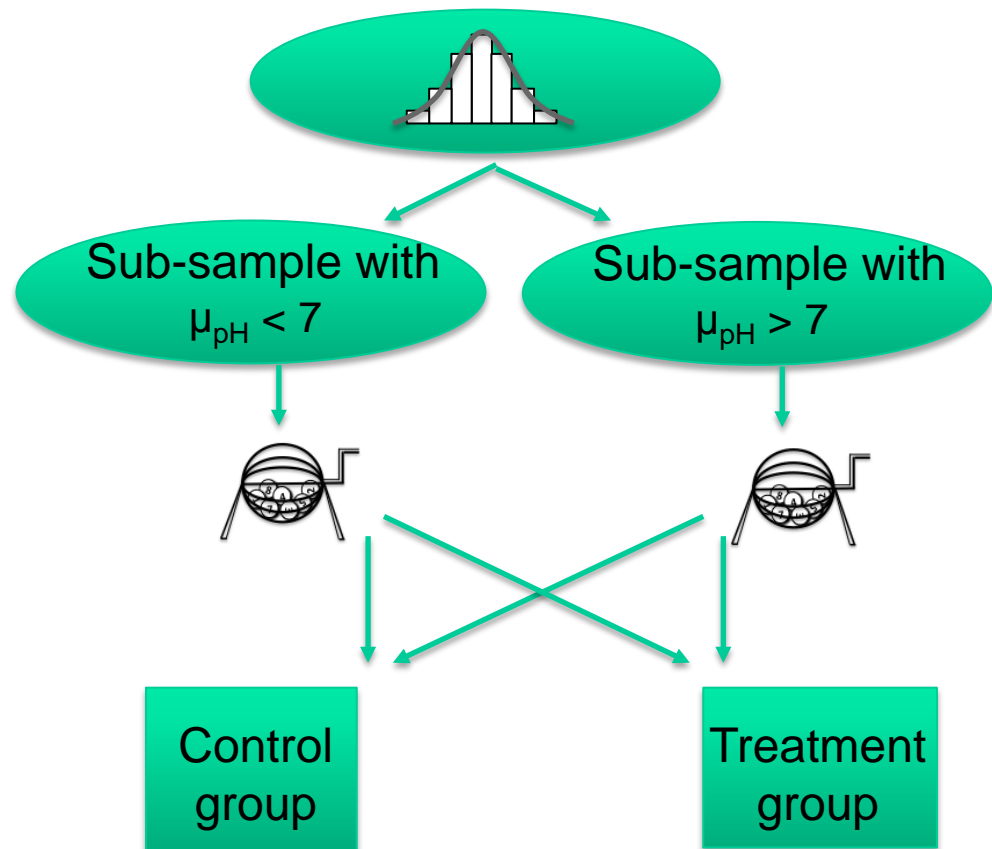 Sub-sample with
μpH < 7
Sub-sample with
μpH > 7
Control
group
Treatment
group